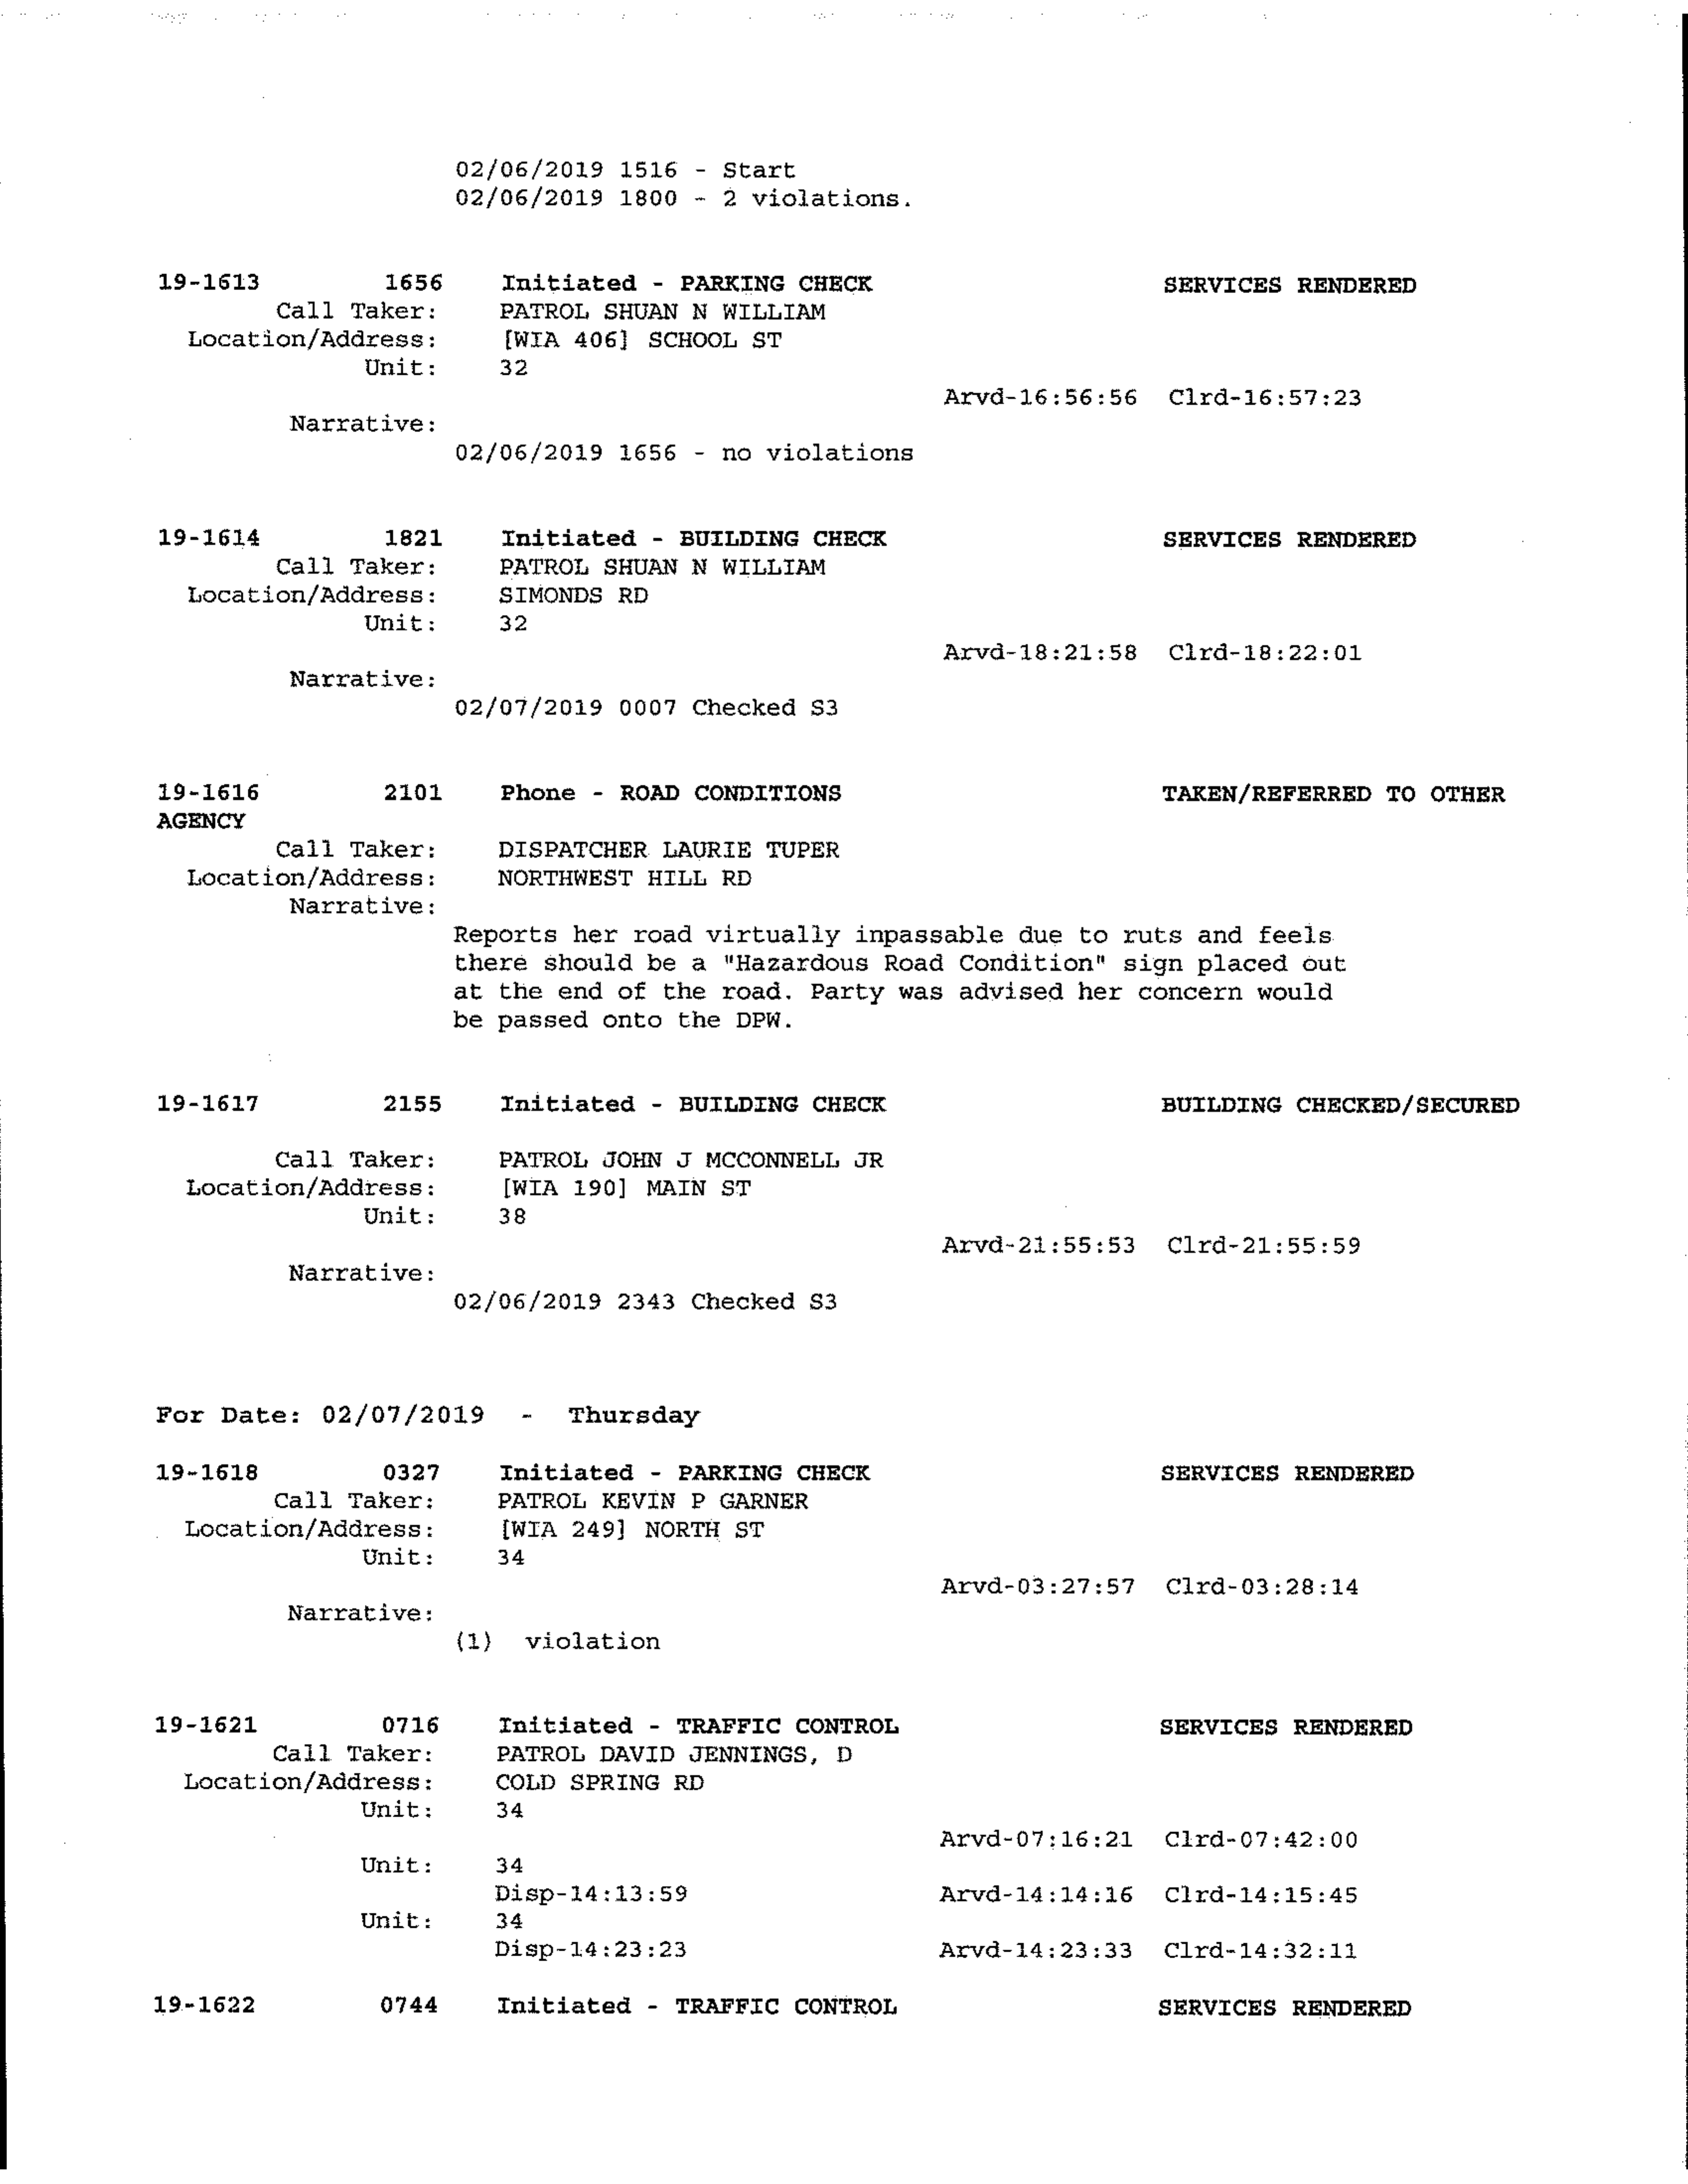 02/06/2019 1516 - Start
02/06/2019 1800 - 2 violations.
19-1613 1656 Initiated - PARKING CHECK SERVICES RENDERED
Call Taker: PATROL SHUAN N WILLIAM
Location/Address: [WIA 406] SCHOOL ST
Unit: 32
Arvd-16:56:56 Clrd-16:57:23
Narrative:
02/06/2019 1656 - no violations
19-1614 1821 Initiated - BUILDING CHECK SERVICES RENDERED
Call Taker: PATROL SHUAN N WILLIAM
Location/Address: SIMONDS RD
Unit: 32
Arvd-18:21:58 Clrd-18:22:01
Narrative:
02/07/2019 0007 Checked S3
19-1616 2101 Phone - ROAD CONDITIONS TAKEN/REFERRED TO OTHER
AGENCY
Call Taker: DISPATCHER LAURIE TUPER
Location/Address: NORTHWEST HILL RD
Narrative:
Reports her road virtually inpassable due to ruts and feels
there should be a "Hazardous Road Condition" sign placed out
at the end of the road. Party was advised her concern would
be passed onto the DPW.
19-1617 2155 Initiated - BUILDING CHECK BUILDING CHECKED/SECURED
Call Taker: PATROL JOHN J MCCONNELL JR
Location/Address: [WIA 190] MAIN ST
Unit: 38
Arvd-21:55:53 Clrd-21:55:59
Narrative:
02/06/2019 2343 Checked S3
For Date: 02/07/2019 - Thursday
19-1618 0327 Initiated - PARKING CHECK SERVICES RENDERED
Call Taker: PATROL KEVIN P GARNER
Location/Address: [WIA 249] NORTH ST
Unit: 34
Arvd-03:27:57 Clrd-03:28:14
Narrative:
(1) violation
19-1621 0716 Initiated - TRAFFIC CONTROL SERVICES RENDERED
Call Taker: PATROL DAVID JENNINGS, D
Location/Address: COLD SPRING RD
Unit: 34
Arvd-07:16:21 Clrd-07:42:00
Unit: 34
Disp-14:13:59 Arvd-14:14:16 Clrd-14:15:45
Unit: 34
Disp-14:23:23 Arvd-14:23:33 Clrd-14:32:11
19-1622 0744 Initiated - TRAFFIC CONTROL SERVICES RENDERED